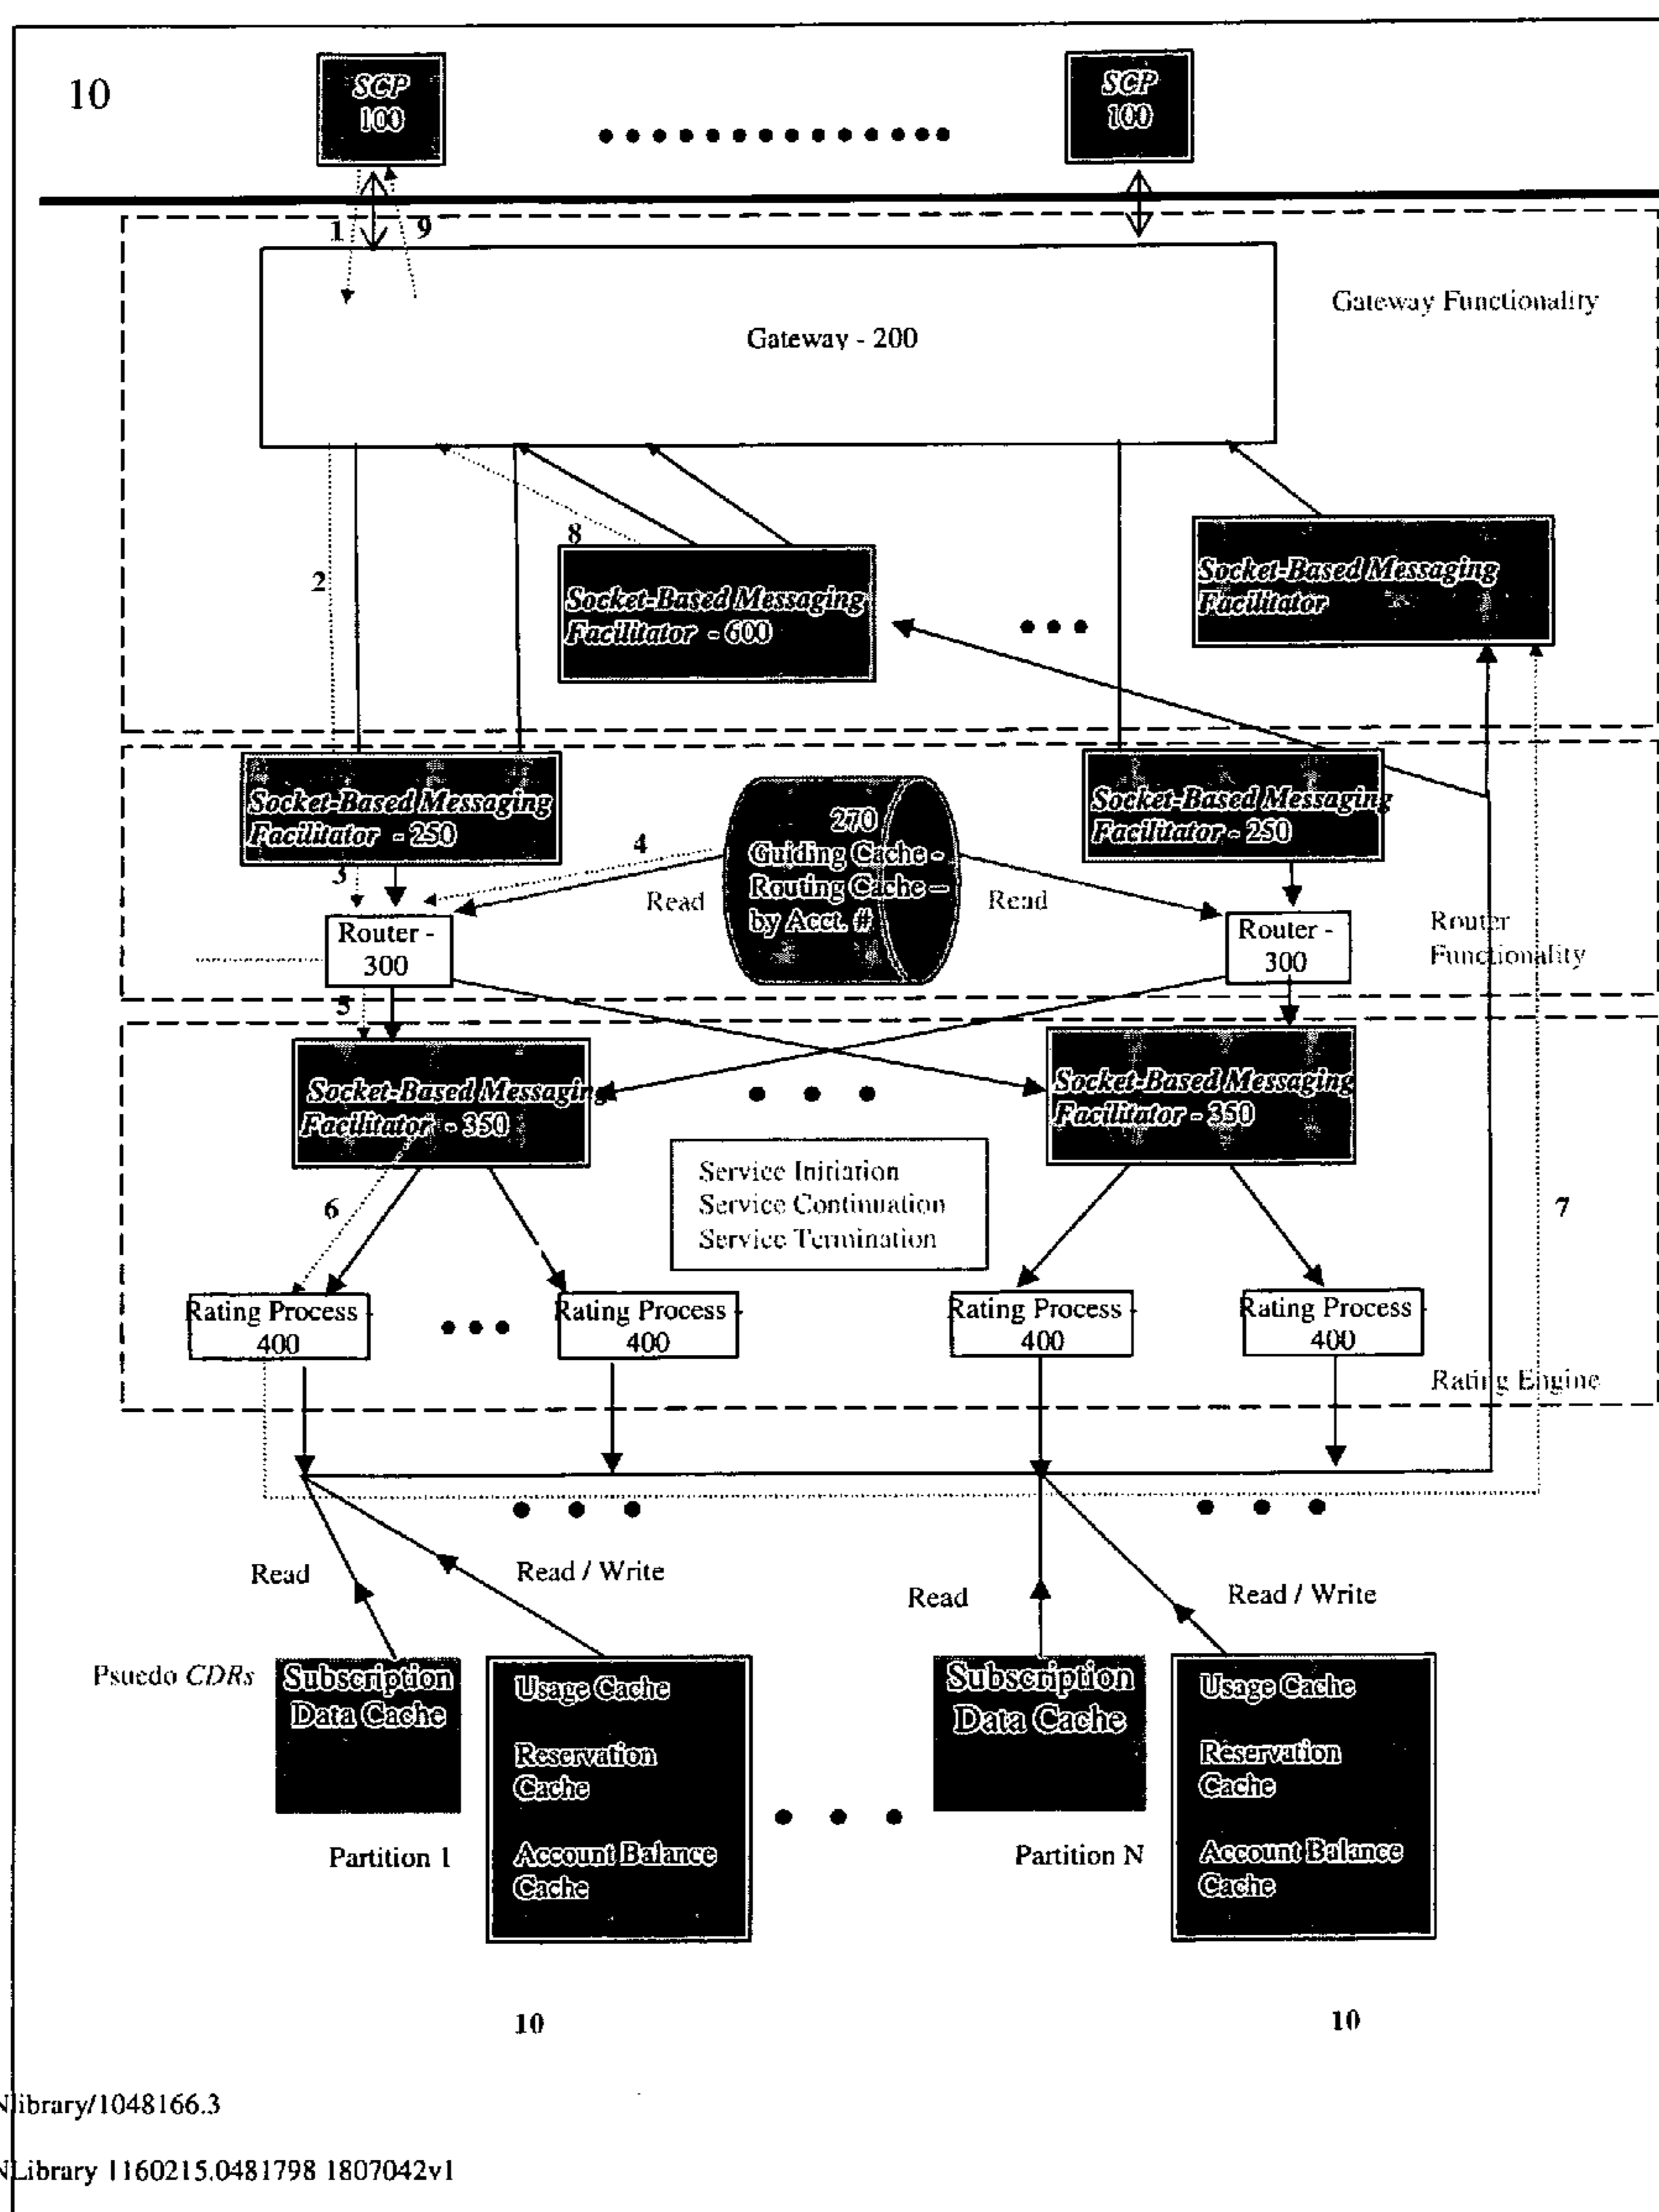 10
SCP
100
SCP
100
1
9
Gateway Functionality
Gateway - 200
8
2
Socket-Based Messaging
Facilitator - 600
Socket-Based Messaging
Facilitator
Socket-Based Messaging
Facilitator - 250
270
Guiding Cache -
Routing Cache –
by Acct. #
Socket-Based Messaging
Facilitator - 250
3
4
Read
Read
Router -
300
Router -
300
Router
Functionality
5
Socket-Based Messaging
Facilitator - 350
Socket-Based Messaging
Facilitator - 350
Service Initiation
Service Continuation
Service Termination
6
7
Rating Process -
400
Rating Process -
400
Rating Process -
400
Rating Process -
400
Rating Engine
Read
Read / Write
Read
Read / Write
Psuedo CDRs
Subscription
Data Cache
Usage Cache
Reservation
Cache
Account Balance
Cache
Partition 1
Subscription
Data Cache
Usage Cache
Reservation
Cache
Account Balance
Cache
Partition N
10
10
Nlibrary/1048166.3
NLibrary 1160215.0481798 1807042v1